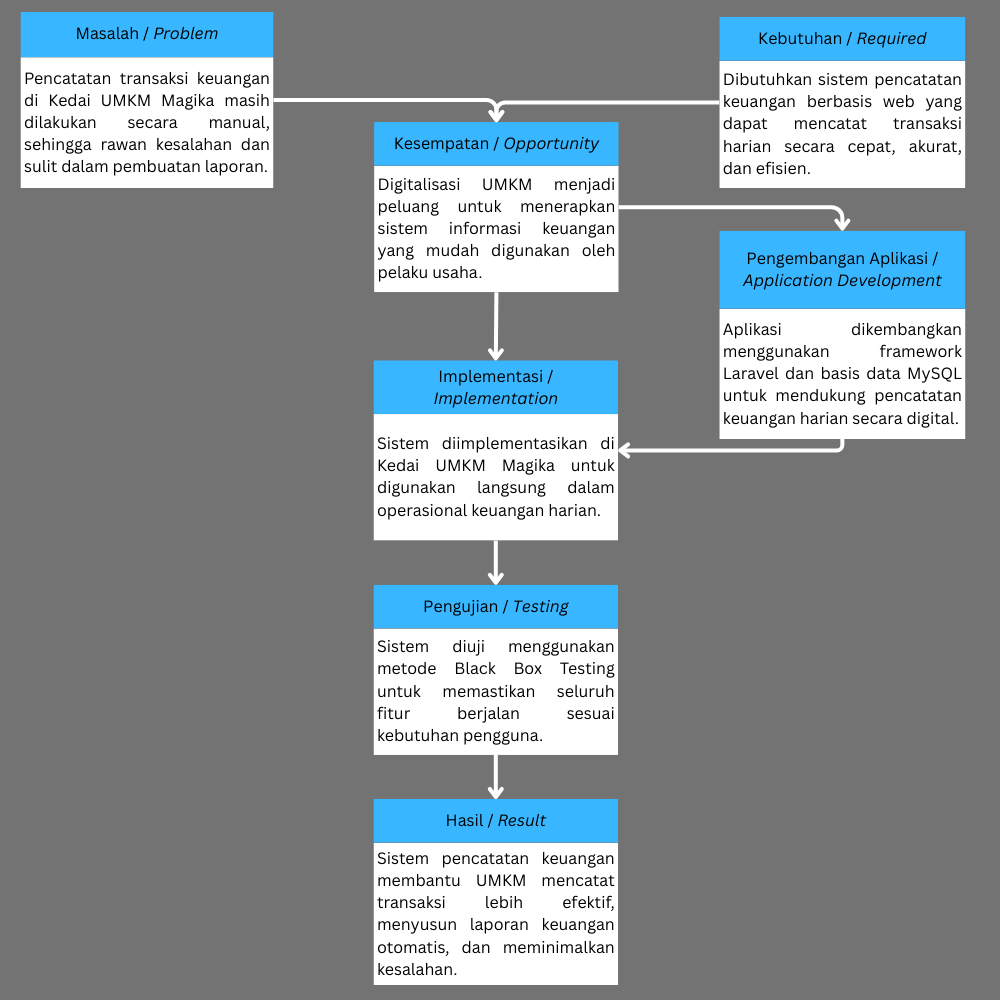 Masalah / Problem
Pencatatan transaksi keuangan
di Kedai UMKM Magika masih
dilakukan secara manual,
sehingga rawan kesalahan dan
sulit dalam pembuatan laporan.
Kebutuhan / Required
Dibutuhkan sistem pencatatan
keuangan berbasis web yang
dapat mencatat transaksi
harian secara cepat, akurat,
dan efisien.
Kesempatan / Opportunity
Digitalisasi UMKM menjadi
peluang untuk menerapkan
sistem informasi keuangan
yang mudah digunakan oleh
pelaku usaha.
Pengembangan Aplikasi /
Application Development
Aplikasi dikembangkan
menggunakan framework
Laravel dan basis data MySQL
untuk mendukung pencatatan
keuangan harian secara digital.
Implementasi /
Implementation
Sistem diimplementasikan di
Kedai UMKM Magika untuk
digunakan langsung dalam
operasional keuangan harian.
Pengujian / Testing
Sistem diuji menggunakan
metode Black Box Testing
untuk memastikan seluruh
fitur berjalan sesuai
kebutuhan pengguna.
Hasil / Result
Sistem pencatatan keuangan
membantu UMKM mencatat
transaksi lebih efektif,
menyusun laporan keuangan
otomatis, dan meminimalkan
kesalahan.